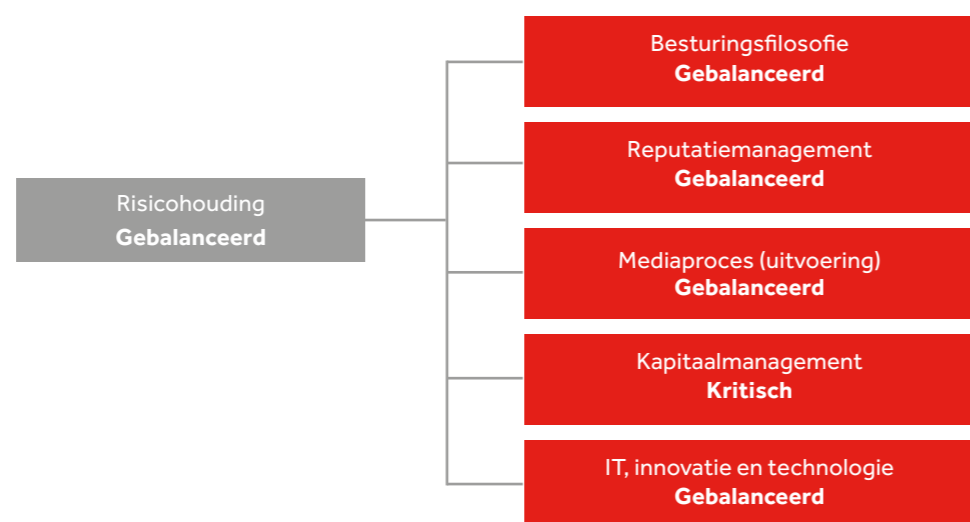 Risicohouding
Gebalanceerd
Besturingsfilosofie
Gebalanceerd
Reputatiemanagement
Gebalanceerd
Mediaproces (uitvoering)
Gebalanceerd
Kapitaalmanagement
Kritisch
IT, innovatie en technologie
Gebalanceerd